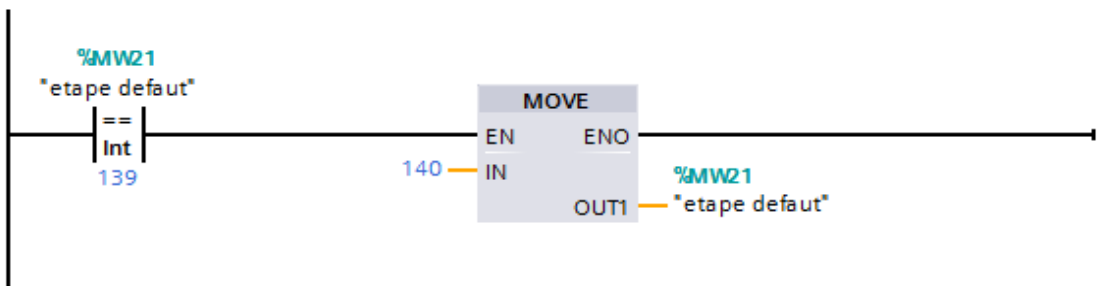 %MW21
"etape defaut"
==
Int
139
MOVE
EN ENO
140 IN
%MW21
OUT1 "etape defaut"